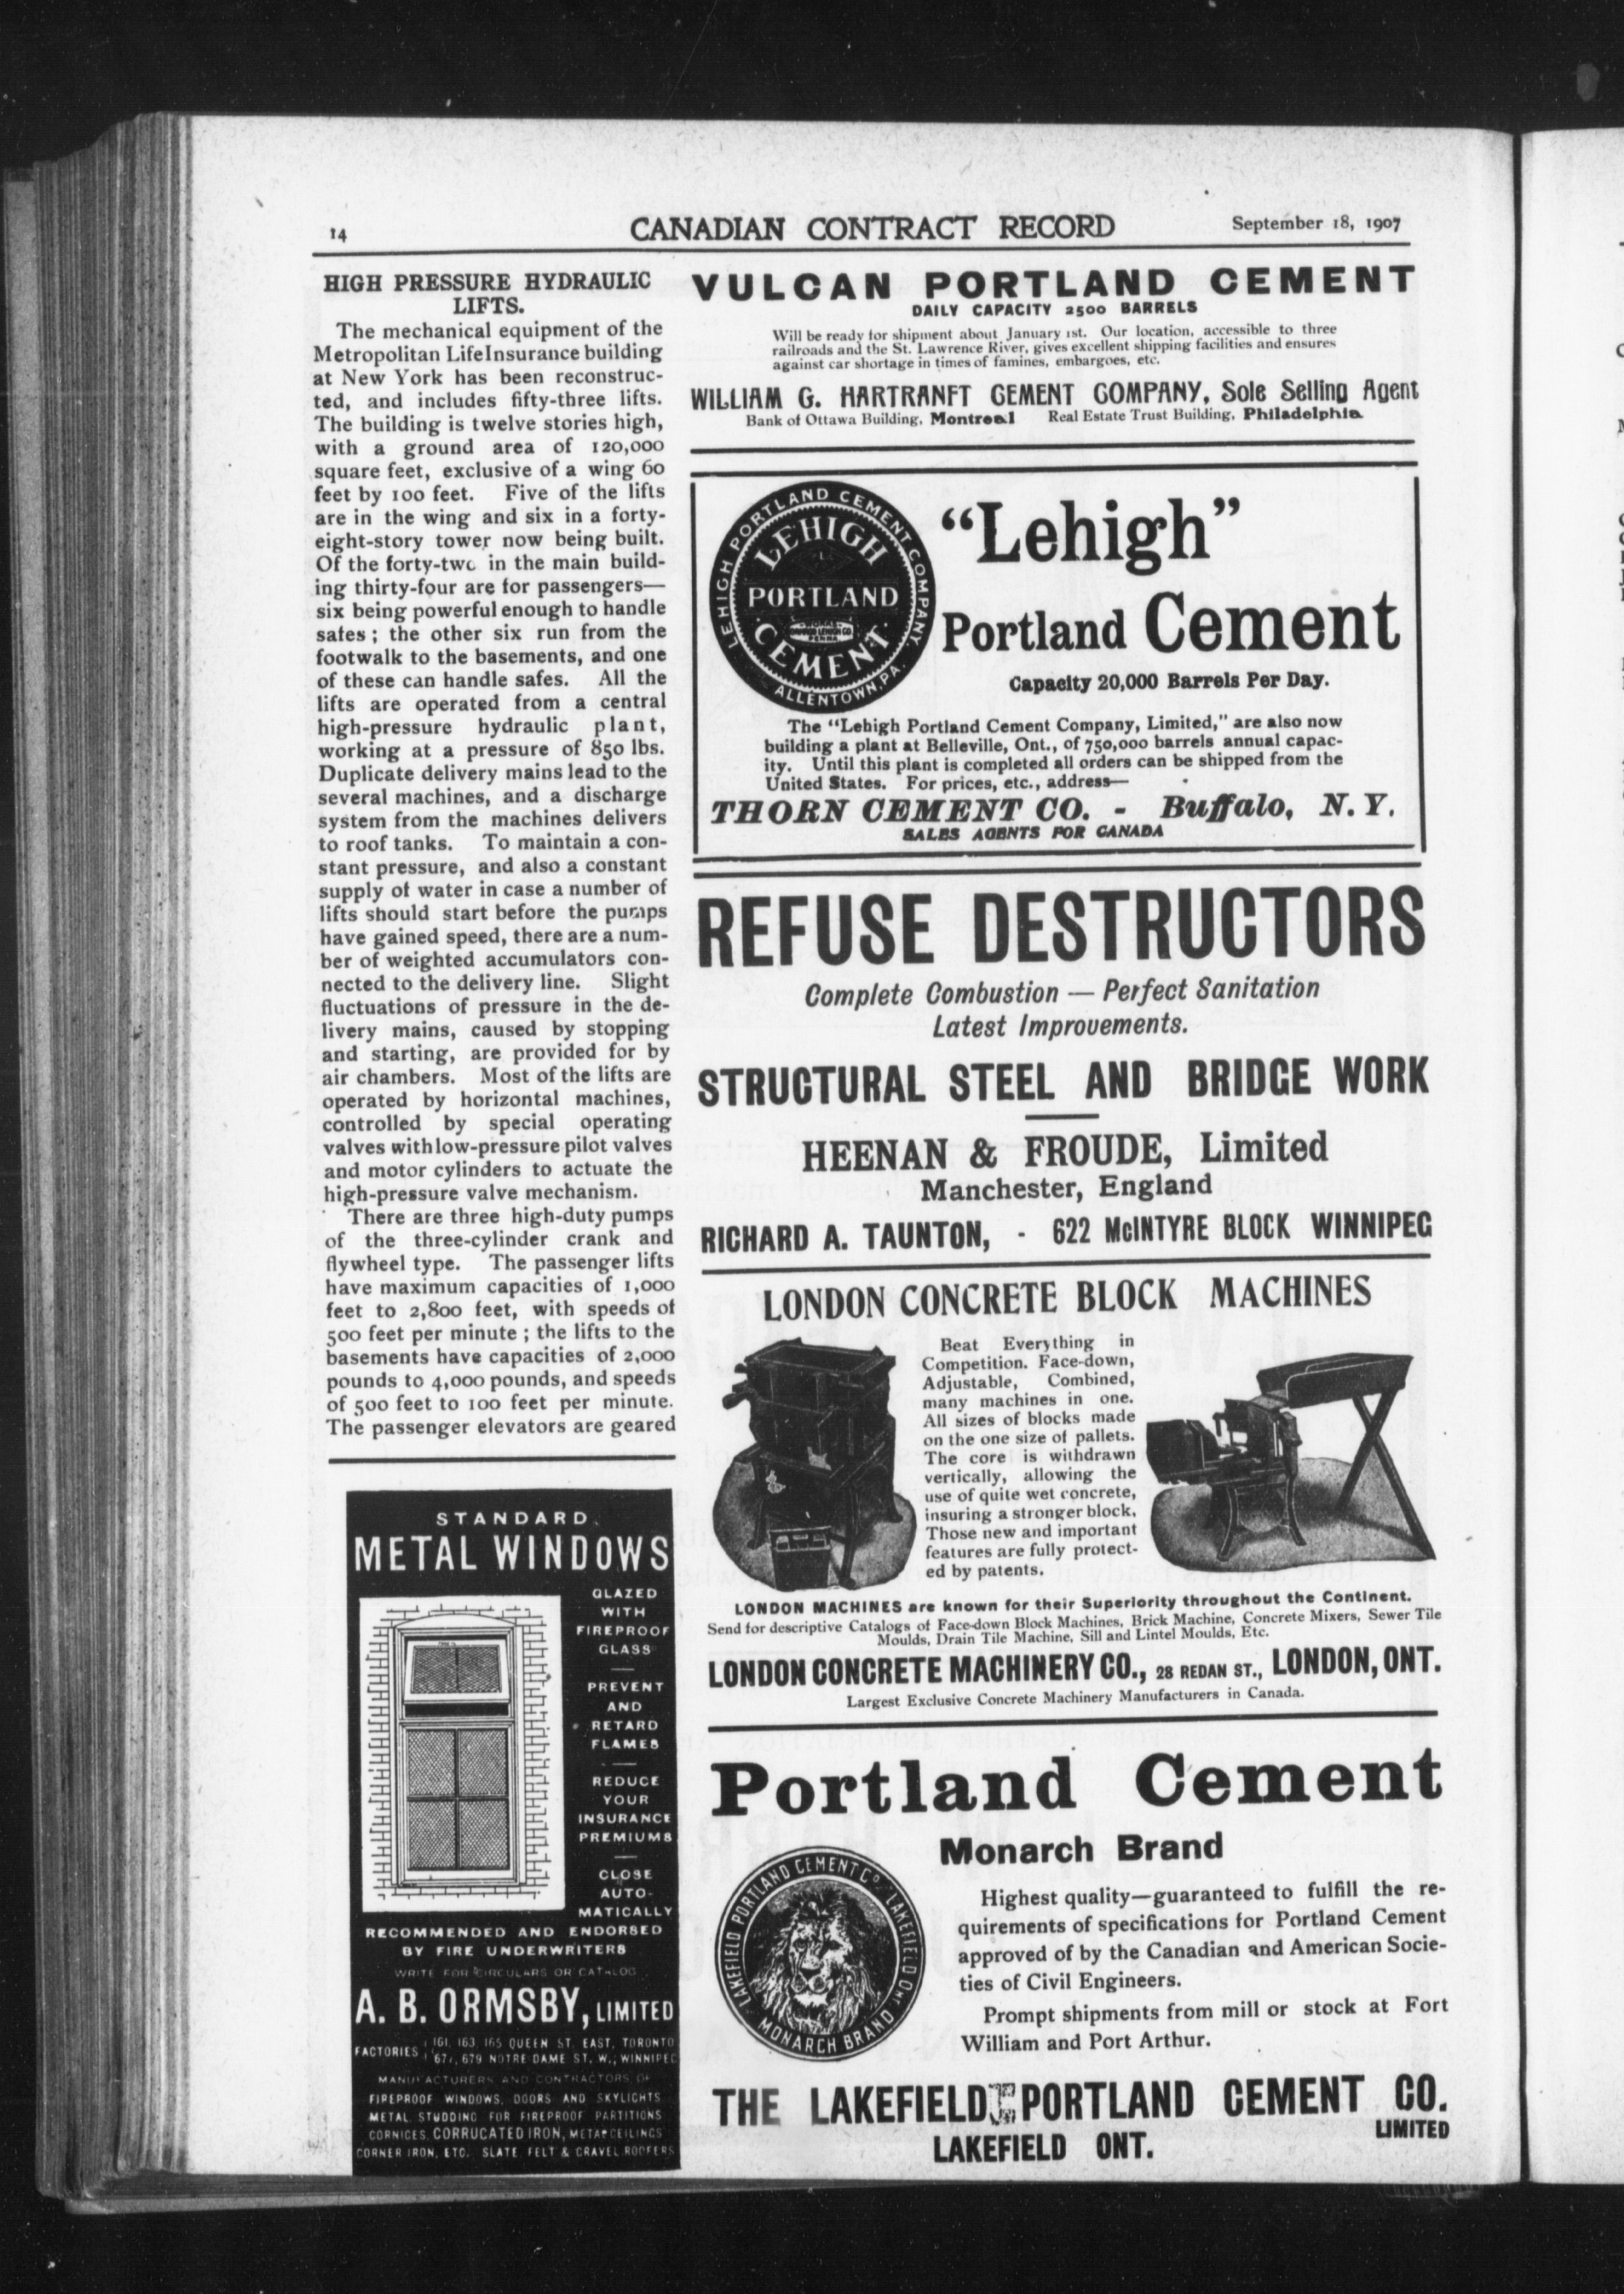 14
CANADIAN CONTRACT RECORD
September 18, 1907
HIGH PRESSURE HYDRAULIC
LIFTS.
The mechanical equipment of the
Metropolitan LifeInsurance building
at New York has been reconstruc-
ted, and includes fifty-three lifts.
The building is twelve stories high,
with a ground area of 120,000
square feet, exclusive of a wing 60
feet by 100 feet. Five of the lifts
are in the wing and six in a forty-
eight-story tower now being built.
Of the forty-two in the main build-
ing thirty-four are for passengers—
six being powerful enough to handle
safes; the other six run from the
footwalk to the basements, and one
of these can handle safes. All the
lifts are operated from a central
high-pressure hydraulic plant,
working at a pressure of 850 lbs.
Duplicate delivery mains lead to the
several machines, and a discharge
system from the machines delivers
to roof tanks. To maintain a con-
stant pressure, and also a constant
supply of water in case a number of
lifts should start before the pumps
have gained speed, there are a num-
ber of weighted accumulators con-
nected to the delivery line. Slight
fluctuations of pressure in the de-
livery mains, caused by stopping
and starting, are provided for by
air chambers. Most of the lifts are
operated by horizontal machines,
controlled by special operating
valves with low-pressure pilot valves
and motor cylinders to actuate the
high-pressure valve mechanism.
There are three high-duty pumps
of the three-cylinder crank and
flywheel type. The passenger lifts
have maximum capacities of 1,000
feet to 2,800 feet, with speeds of
500 feet per minute; the lifts to the
basements have capacities of 2,000
pounds to 4,000 pounds, and speeds
of 500 feet to 100 feet per minute.
The passenger elevators are geared
STANDARD
METAL WINDOWS
GLAZED
WITH
FIREPROOF
GLASS
PREVENT
AND
RETARD
FLAMES
REDUCE
YOUR
INSURANCE
PREMIUMS
CLOSE
AUTO-
MATICALLY
RECOMMENDED AND ENDORSED
BY FIRE UNDERWRITERS
WRITE FOR CIRCULARS OR CATALOG
A. B. ORMSBY, LIMITED
FACTORIES
161, 163, 165 QUEEN ST. EAST, TORONTO
677, 679 NOTRE DAME ST. W., WINNIPEG
MANUFACTURERS AND CONTRACTORS OF
FIREPROOF WINDOWS, DOORS AND SKYLIGHTS
METAL STUDDING FOR FIREPROOF PARTITIONS
CORNICES, CORRUGATED IRON, METAL CEILINGS
CORNER IRON, ETC. SLATE FELT & GRAVEL ROOFERS
VULCAN PORTLAND CEMENT
DAILY CAPACITY 2500 BARRELS
Will be ready for shipment about January 1st. Our location, accessible to three
railroads and the St. Lawrence River, gives excellent shipping facilities and ensures
against car shortage in times of famines, embargoes, etc.
WILLIAM G. HARTRANFT CEMENT COMPANY, Sole Selling Agent
Bank of Ottawa Building, Montreal Real Estate Trust Building, Philadelphia
LEHIGH PORTLAND CEMENT COMPANY.
ALLENTOWN, PA.
LEHIGH
PORTLAND
CEMENT
"Lehigh"
Portland Cement
Capacity 20,000 Barrels Per Day.
The "Lehigh Portland Cement Company, Limited," are also now
building a plant at Belleville, Ont., of 750,000 barrels annual capac-
ity. Until this plant is completed all orders can be shipped from the
United States. For prices, etc., address—
THORN CEMENT CO. - Buffalo, N. Y.
SALES AGENTS FOR CANADA
REFUSE DESTRUCTORS
Complete Combustion — Perfect Sanitation
Latest Improvements.
STRUCTURAL STEEL AND BRIDGE WORK
HEENAN & FROUDE, Limited
Manchester, England
RICHARD A. TAUNTON, - 622 McINTYRE BLOCK WINNIPEG
LONDON CONCRETE BLOCK MACHINES
Beat Everything in
Competition. Face-down,
Adjustable, Combined,
many machines in one.
All sizes of blocks made
on the one size of pallets.
The core is withdrawn
vertically, allowing the
use of quite wet concrete,
insuring a stronger block.
Those new and important
features are fully protect-
ed by patents.
LONDON MACHINES are known for their Superiority throughout the Continent.
Send for descriptive Catalogs of Face-down Block Machines, Brick Machine, Concrete Mixers, Sewer Tile
Moulds, Drain Tile Machine, Sill and Lintel Moulds, Etc.
LONDON CONCRETE MACHINERY CO., 28 REDAN ST., LONDON, ONT.
Largest Exclusive Concrete Machinery Manufacturers in Canada.
Portland Cement
Monarch Brand
LAKEFIELD PORTLAND CEMENT Co. LAKEFIELD ONT
MONARCH BRAND
Highest quality—guaranteed to fulfill the re-
quirements of specifications for Portland Cement
approved of by the Canadian and American Socie-
ties of Civil Engineers.
Prompt shipments from mill or stock at Fort
William and Port Arthur.
THE LAKEFIELD PORTLAND CEMENT CO.
LIMITED
LAKEFIELD ONT.